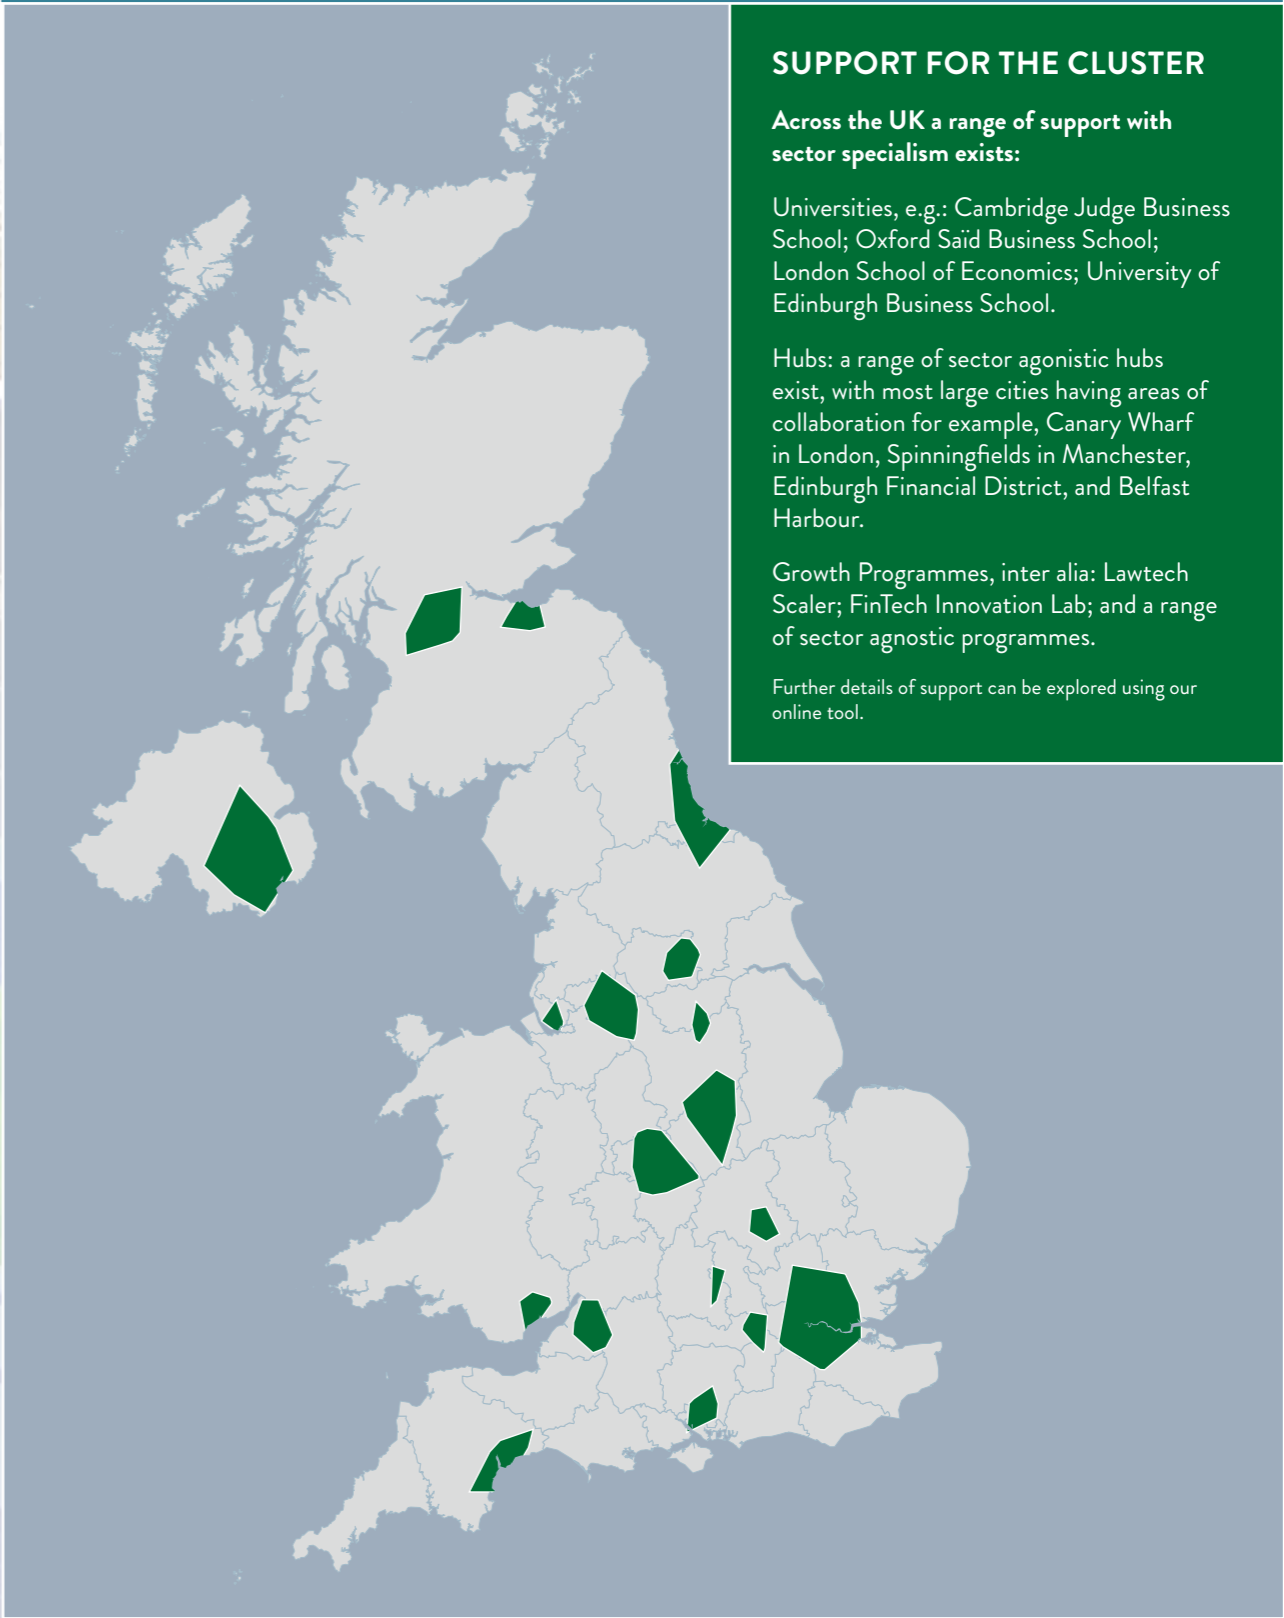 SUPPORT FOR THE CLUSTER
Across the UK a range of support with
sector specialism exists:
Universities, e.g.: Cambridge Judge Business
School; Oxford Saïd Business School;
London School of Economics; University of
Edinburgh Business School.
Hubs: a range of sector agonistic hubs
exist, with most large cities having areas of
collaboration for example, Canary Wharf
in London, Spinningfields in Manchester,
Edinburgh Financial District, and Belfast
Harbour.
Growth Programmes, inter alia: Lawtech
Scaler; FinTech Innovation Lab; and a range
of sector agnostic programmes.
Further details of support can be explored using our
online tool.